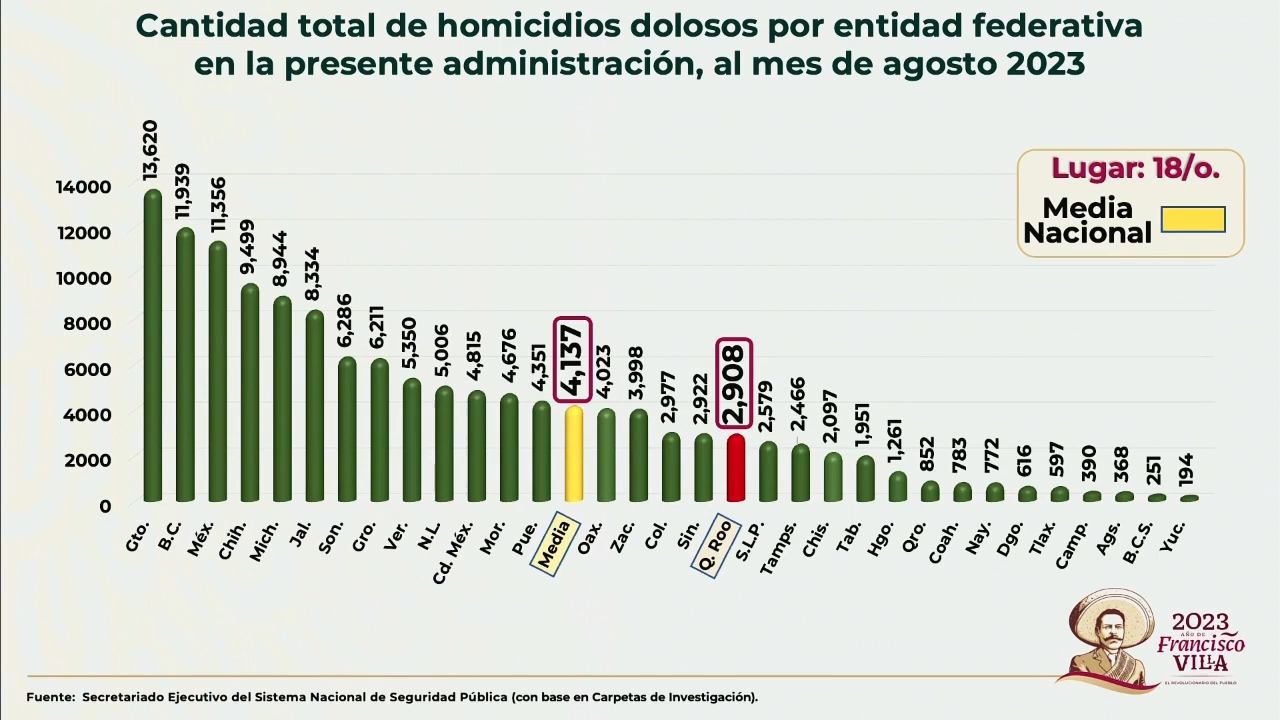 Cantidad total de homicidios dolosos por entidad federativa
en la presente administración, al mes de agosto 2023
Lugar: 18/o.
Media
Nacional
14000
12000
10000
8000
6000
4000
2000
0
13,620
11,939
11,356
9,499
8,944
8,334
6,286
6,211
5,350
5,006
4,815
4,676
4,351
4,137
4,023
3,998
2,977
2,922
2,908
2,579
2,466
2,097
1,951
1,261
852
783
772
616
597
390
368
251
194
Gto.
B.C.
Méx.
Chih.
Mich.
Jal.
Son.
Gro.
Ver.
N.L.
Cd. Méx.
Mor.
Pue.
Media
Oax.
Zac.
Col.
Sin.
Q. Roo
S.L.P.
Tamps.
Chis.
Tab.
Hgo.
Qro.
Coah.
Nay.
Dgo.
Tlax.
Camp.
Ags.
B.C.S.
Yuc.
2023
AÑO DE
Francisco
VILLA
EL REVOLUCIONARIO DEL PUEBLO
Fuente: Secretariado Ejecutivo del Sistema Nacional de Seguridad Pública (con base en Carpetas de Investigación).